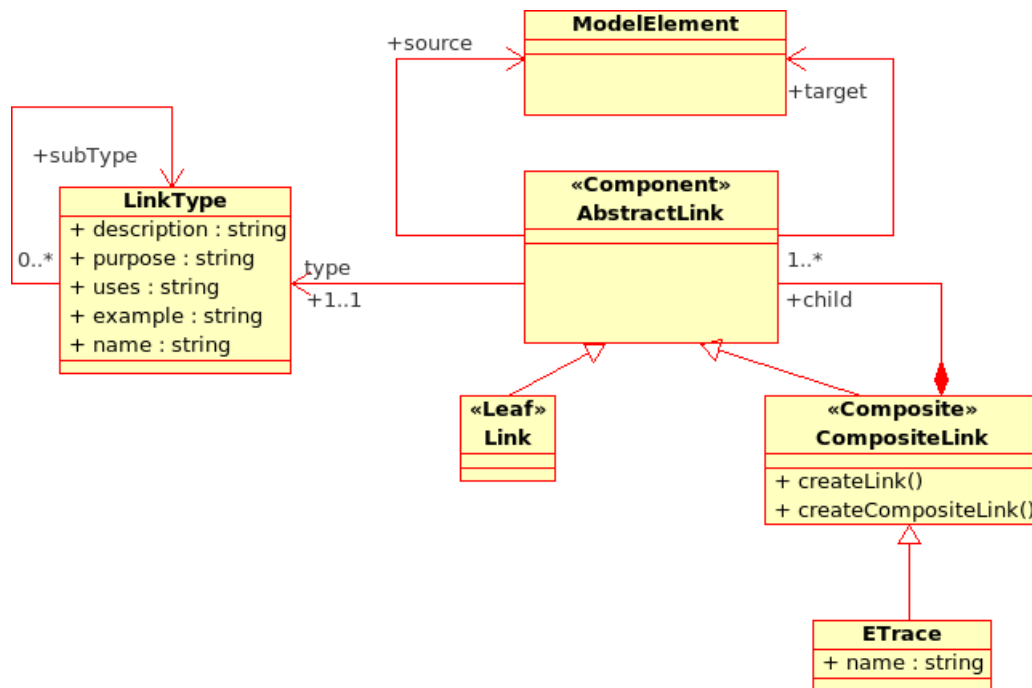 ModelElement
+source
+target
+subType
LinkType
+ description : string
+ purpose : string
+ uses : string
+ example : string
+ name : string
0..*
«Component»
AbstractLink
type
+1..1
1..*
+child
«Leaf»
Link
«Composite»
CompositeLink
+ createLink()
+ createCompositeLink()
ETrace
+ name : string